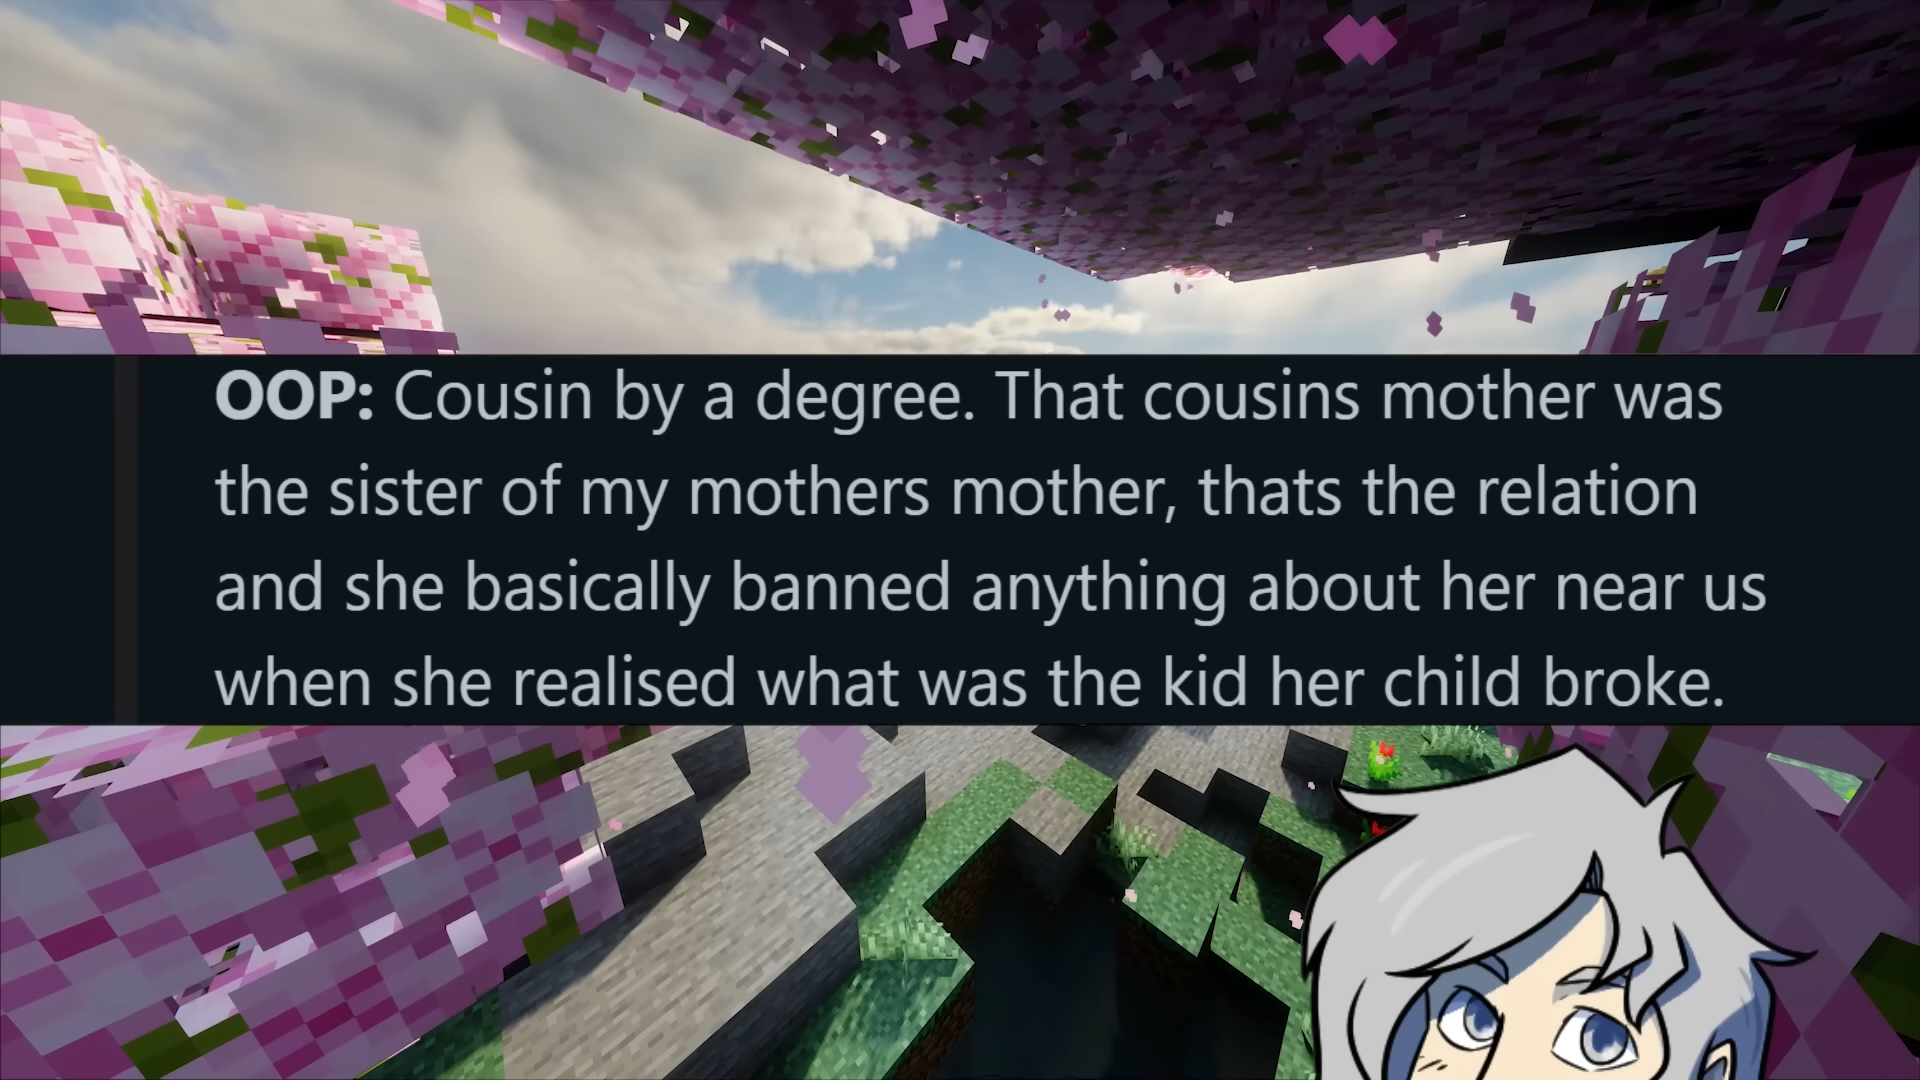 OOP: Cousin by a degree. That cousins mother was
the sister of my mothers mother, thats the relation
and she basically banned anything about her near us
when she realised what was the kid her child broke.